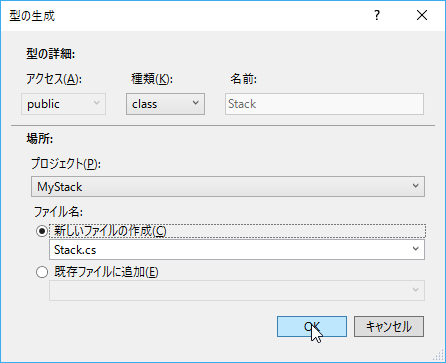 型の生成
型の詳細:
アクセス(A): 種類(K): 名前:
public class Stack
場所:
プロジェクト(P):
MyStack
ファイル名:
新しいファイルの作成(C)
Stack.cs
既存ファイルに追加(E)
OK キャンセル